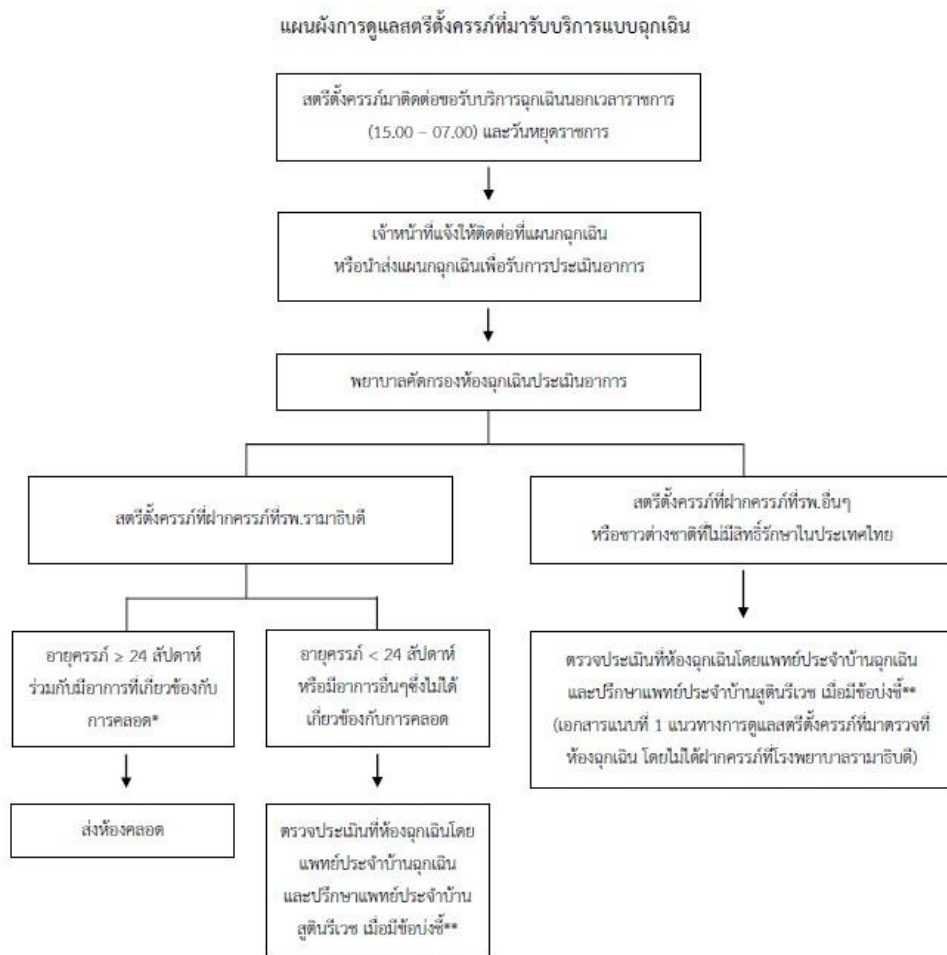 แผนผังการดูแลสตรีตั้งครรภ์ที่มารับบริการแบบฉุกเฉิน
สตรีตั้งครรภ์มาติดต่อขอรับบริการฉุกเฉินนอกเวลาราชการ
(15.00 – 07.00) และวันหยุดราชการ
เจ้าหน้าที่แจ้งให้ติดต่อที่แผนกฉุกเฉิน
หรือนำส่งแผนกฉุกเฉินเพื่อรับการประเมินอาการ
พยาบาลคัดกรองห้องฉุกเฉินประเมินอาการ
สตรีตั้งครรภ์ที่ฝากครรภ์ที่รพ.รามาธิบดี
สตรีตั้งครรภ์ที่ฝากครรภ์ที่รพ.อื่นๆ
หรือชาวต่างชาติที่ไม่มีสิทธิ์รักษาในประเทศไทย
อายุครรภ์ ≥ 24 สัปดาห์
ร่วมกับมีอาการที่เกี่ยวข้องกับ
การคลอด*
อายุครรภ์ < 24 สัปดาห์
หรือมีอาการอื่นๆซึ่งไม่ได้
เกี่ยวข้องกับการคลอด
ตรวจประเมินที่ห้องฉุกเฉินโดยแพทย์ประจำบ้านฉุกเฉิน
และปรึกษาแพทย์ประจำบ้านสูตินรีเวช เมื่อมีข้อบ่งชี้**
(เอกสารแนบที่ 1 แนวทางการดูแลสตรีตั้งครรภ์ที่มาตรวจที่
ห้องฉุกเฉิน โดยไม่ได้ฝากครรภ์ที่โรงพยาบาลรามาธิบดี)
ส่งห้องคลอด
ตรวจประเมินที่ห้องฉุกเฉินโดย
แพทย์ประจำบ้านฉุกเฉิน
และปรึกษาแพทย์ประจำบ้าน
สูตินรีเวช เมื่อมีข้อบ่งชี้**